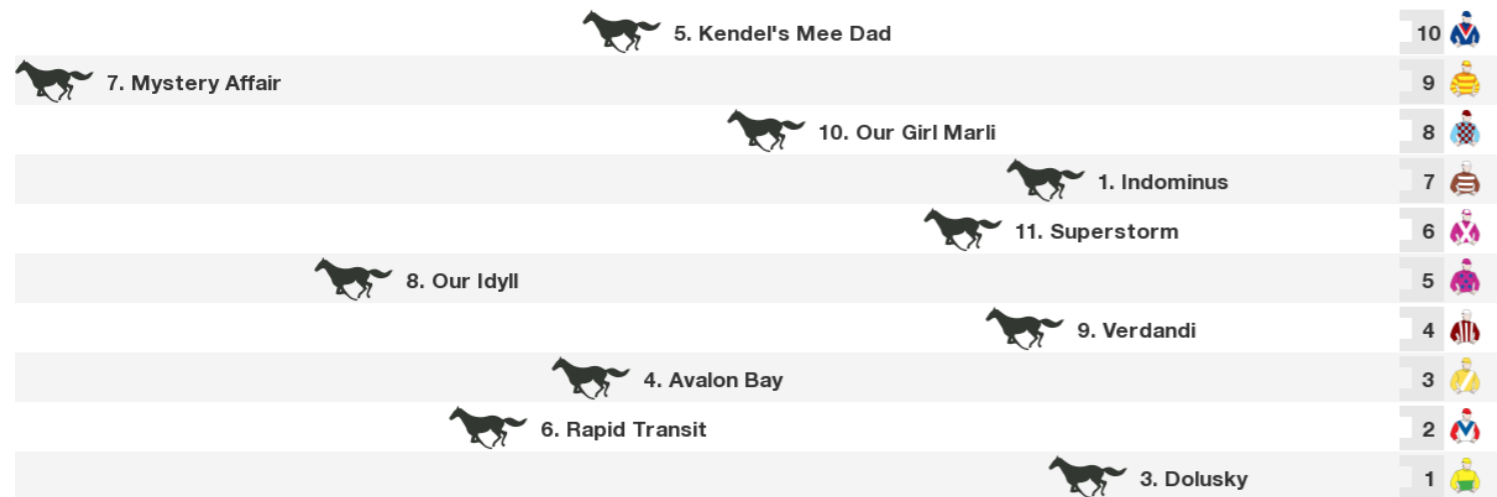 5. Kendel's Mee Dad 10
7. Mystery Affair 9
10. Our Girl Marli 8
1. Indominus 7
11. Superstorm 6
8. Our Idyll 5
9. Verdandi 4
4. Avalon Bay 3
6. Rapid Transit 2
3. Dolusky 1